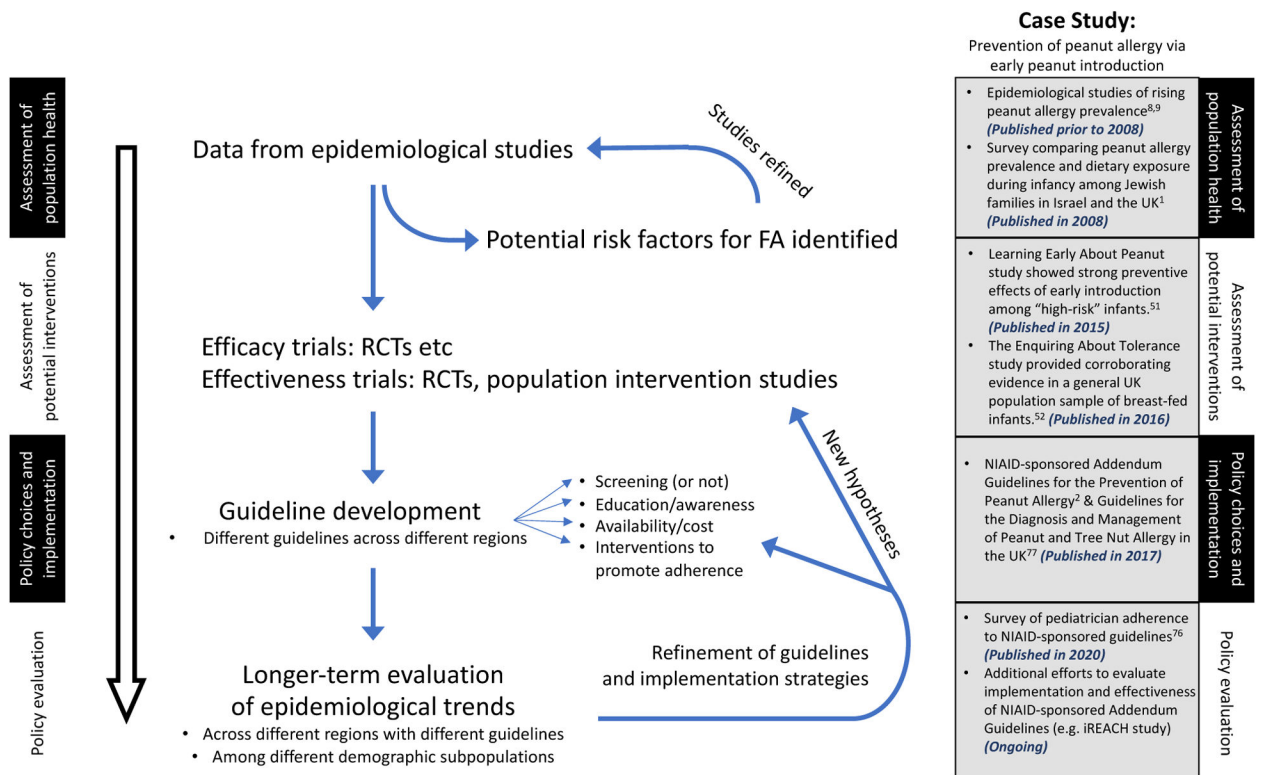 Case Study:
Prevention of peanut allergy via
early peanut introduction
Assessment of
population health
Data from epidemiological studies
Studies refined
Potential risk factors for FA identified
• Epidemiological studies of rising
peanut allergy prevalence8,9
(Published prior to 2008)
• Survey comparing peanut allergy
prevalence and dietary exposure
during infancy among Jewish
families in Israel and the UK1
(Published in 2008)
Assessment of
population health
Assessment of
potential interventions
Efficacy trials: RCTs etc
Effectiveness trials: RCTs, population intervention studies
• Learning Early About Peanut
study showed strong preventive
effects of early introduction
among “high-risk” infants.51
(Published in 2015)
• The Enquiring About Tolerance
study provided corroborating
evidence in a general UK
population sample of breast-fed
infants.52 (Published in 2016)
Assessment of
potential interventions
Policy choices and
implementation
Guideline development
• Different guidelines across different regions
• Screening (or not)
• Education/awareness
• Availability/cost
• Interventions to
promote adherence
New hypotheses
• NIAID-sponsored Addendum
Guidelines for the Prevention of
Peanut Allergy2 & Guidelines for
the Diagnosis and Management
of Peanut and Tree Nut Allergy in
the UK77 (Published in 2017)
Policy choices and
implementation
Policy evaluation
Longer-term evaluation
of epidemiological trends
• Across different regions with different guidelines
• Among different demographic subpopulations
Refinement of guidelines
and implementation strategies
• Survey of pediatrician adherence
to NIAID-sponsored guidelines76
(Published in 2020)
• Additional efforts to evaluate
implementation and effectiveness
of NIAID-sponsored Addendum
Guidelines (e.g. iREACH study)
(Ongoing)
Policy evaluation